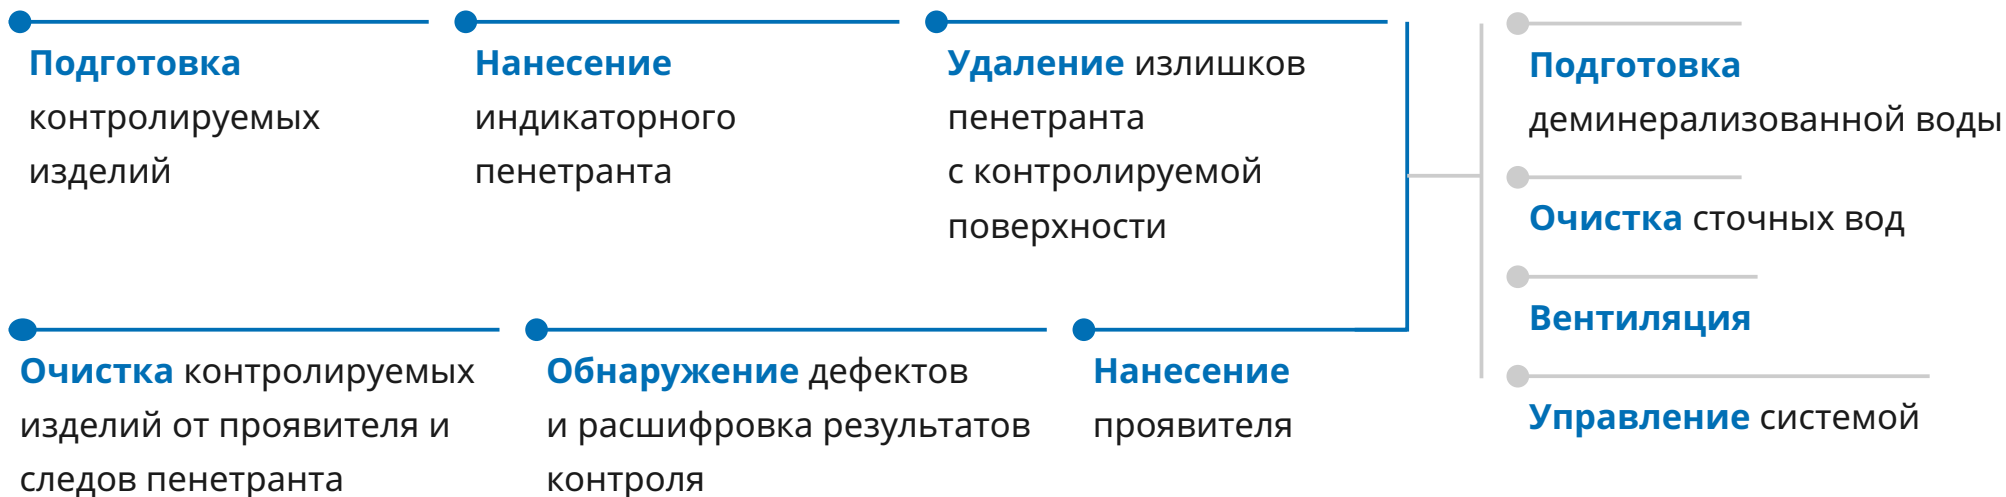 Подготовка
контролируемых
изделий
Нанесение
индикаторного
пенетранта
Удаление излишков
пенетранта
с контролируемой
поверхности
Подготовка
деминерализованной воды
Очистка сточных вод
Вентиляция
Управление системой
Очистка контролируемых
изделий от проявителя и
следов пенетранта
Обнаружение дефектов
и расшифровка результатов
контроля
Нанесение
проявителя